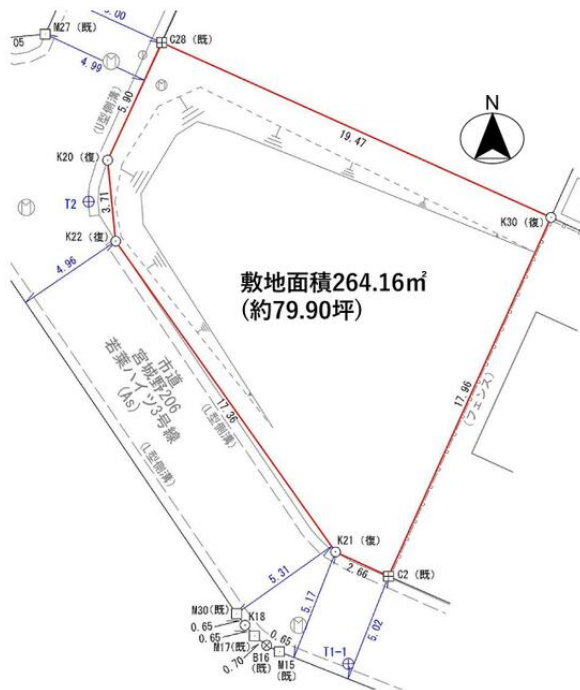 5.00
M27 (既)
C28 (既)
05
4.99
5.90
(U型側溝)
19.47
N
K20 (復)
T2
3.71
K22 (復)
K30 (復)
4.96
敷地面積264.16㎡
(約79.90坪)
市道
宮城野206
若葉ハイツ3号線
(As)
(L型側溝)
(L型側溝)
17.36
17.96
(フェンス)
K21 (復)
2.66
C2 (既)
5.31
5.17
5.02
M30(既)
K18
0.65
0.65
M17(既)
0.70
B16
(既)
0.65
M15
(既)
T1-1
M
M
M